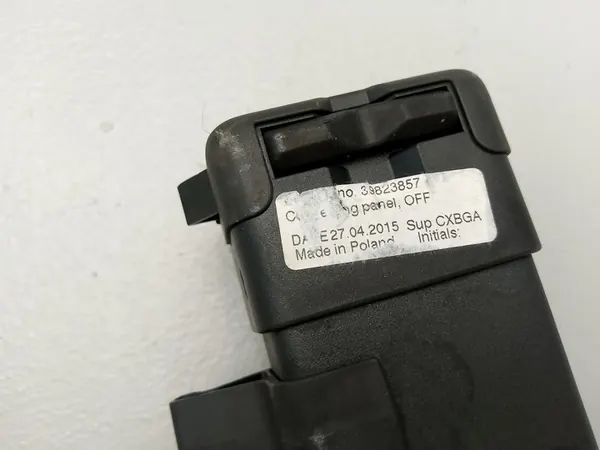 no. 39823857
panel, OFF
27.04.2015 Sup CXBGA
Made in Poland Initials: